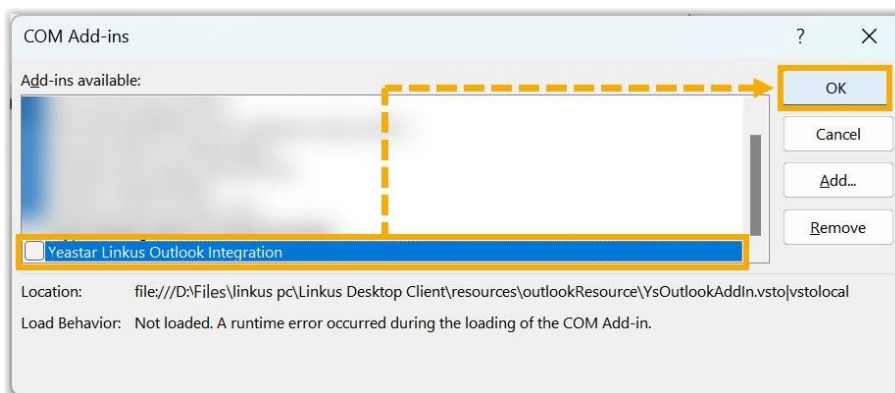 COM Add-ins
?
Add-ins available:
OK
Cancel
Add...
Remove
Yeastar Linkus Outlook Integration
Location: file:///D:\Files\linkus pc\Linkus Desktop Client\resources\outlookResource\YsOutlookAddIn.vsto|vstolocal
Load Behavior: Not loaded. A runtime error occurred during the loading of the COM Add-in.